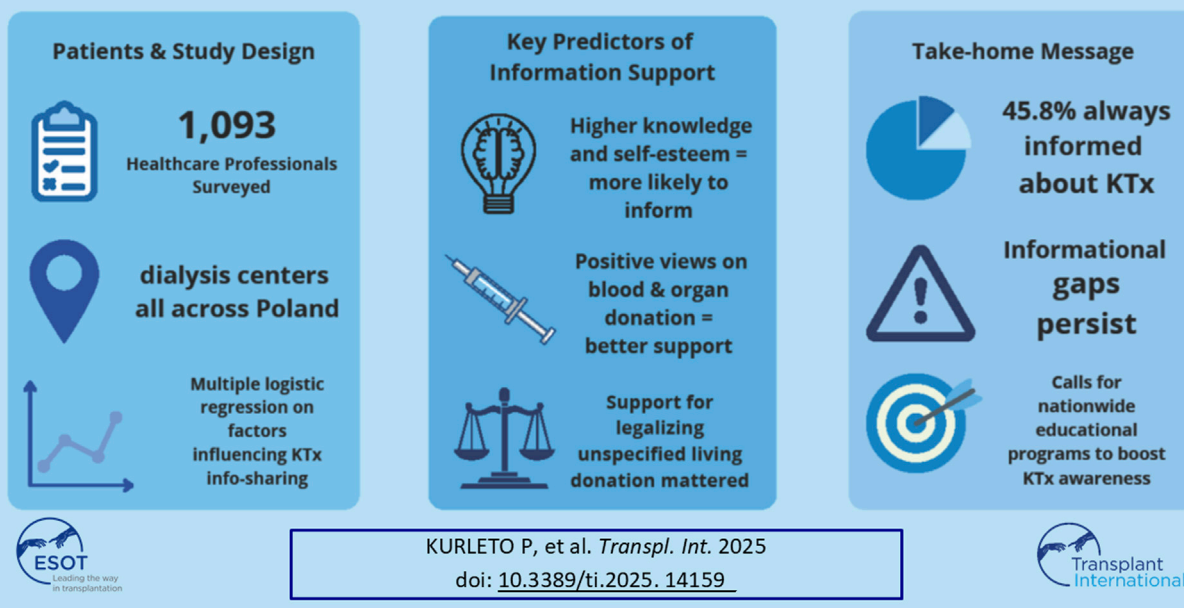 Patients & Study Design
1,093
Healthcare Professionals
Surveyed
dialysis centers
all across Poland
Multiple logistic
regression on
factors
influencing KTx
info-sharing
Key Predictors of
Information Support
Higher knowledge
and self-esteem =
more likely to
inform
Positive views on
blood & organ
donation =
better support
Support for
legalizing
unspecified living
donation mattered
Take-home Message
45.8% always
informed
about KTx
Informational
gaps
persist
Calls for
nationwide
educational
programs to boost
KTx awareness
ESOT
Leading the way
in transplantation
KURLETO P, et al. Transpl. Int. 2025
doi: 10.3389/ti.2025. 14159
Transplant
International